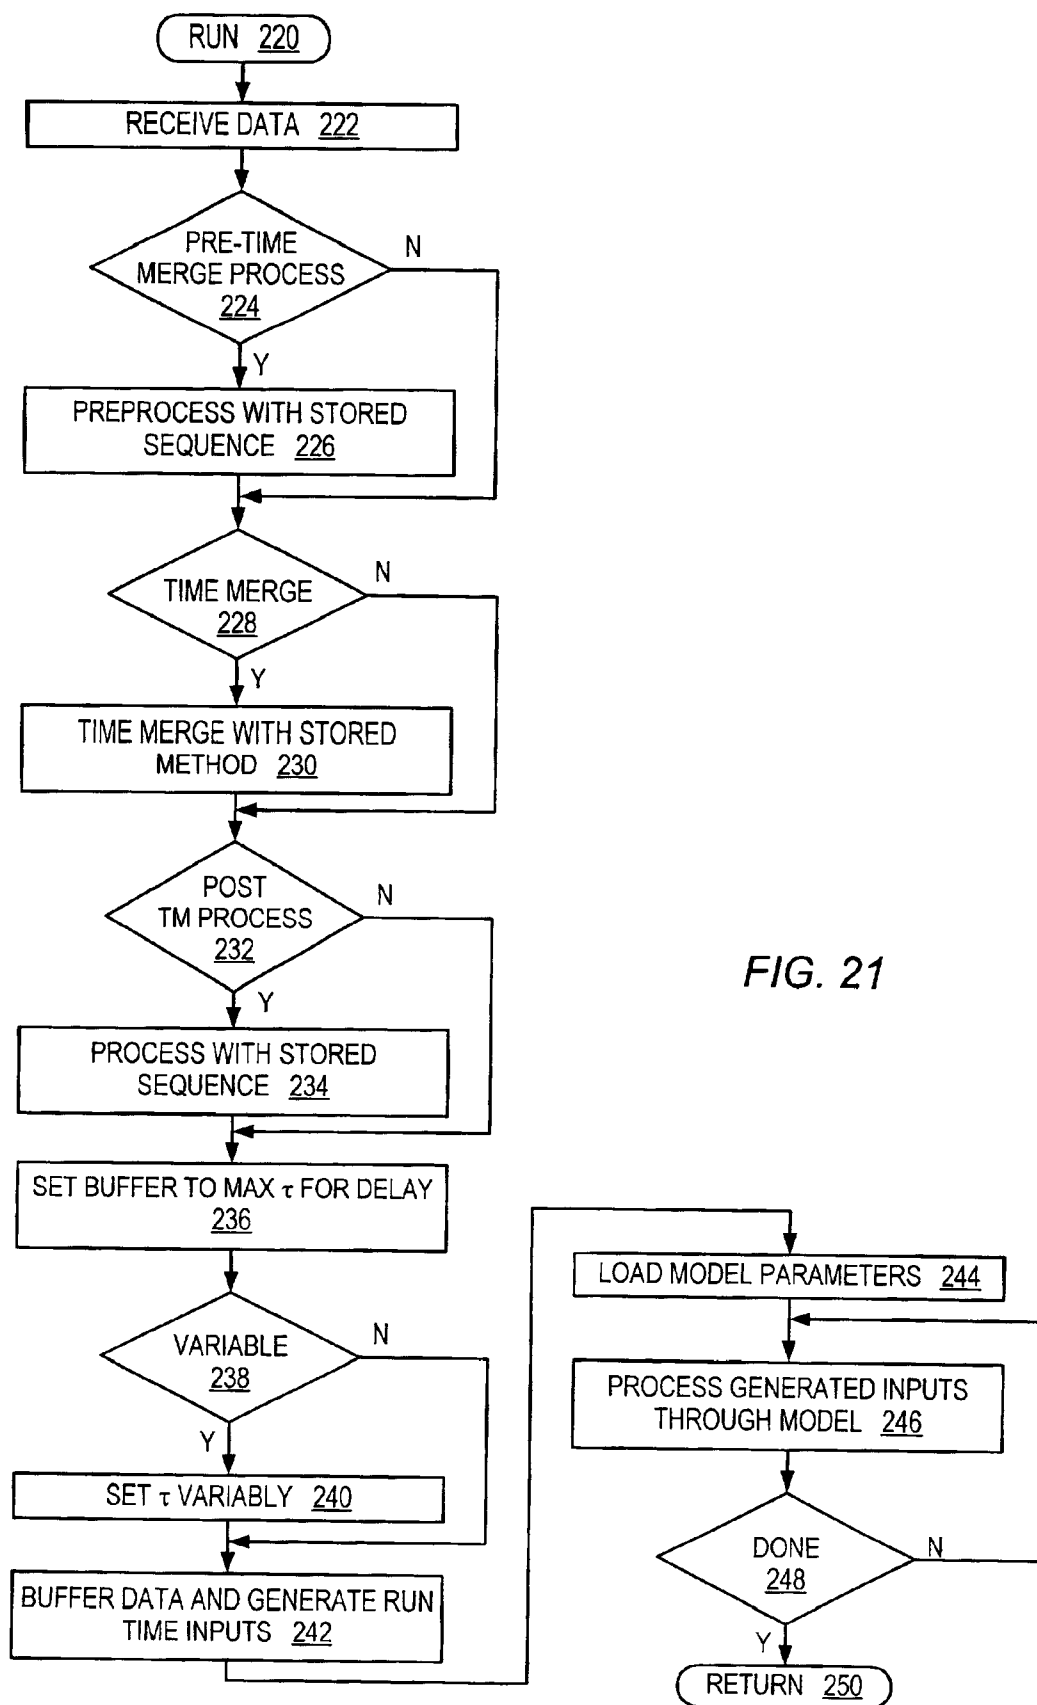 RUN 220
RECEIVE DATA 222
PRE-TIME
MERGE PROCESS
224
N
Y
PREPROCESS WITH STORED
SEQUENCE 226
TIME MERGE
228
N
Y
TIME MERGE WITH STORED
METHOD 230
POST
TM PROCESS
232
N
Y
PROCESS WITH STORED
SEQUENCE 234
SET BUFFER TO MAX τ FOR DELAY
236
VARIABLE
238
N
Y
SET τ VARIABLY 240
BUFFER DATA AND GENERATE RUN
TIME INPUTS 242
FIG. 21
LOAD MODEL PARAMETERS 244
PROCESS GENERATED INPUTS
THROUGH MODEL 246
DONE
248
N
Y
RETURN 250